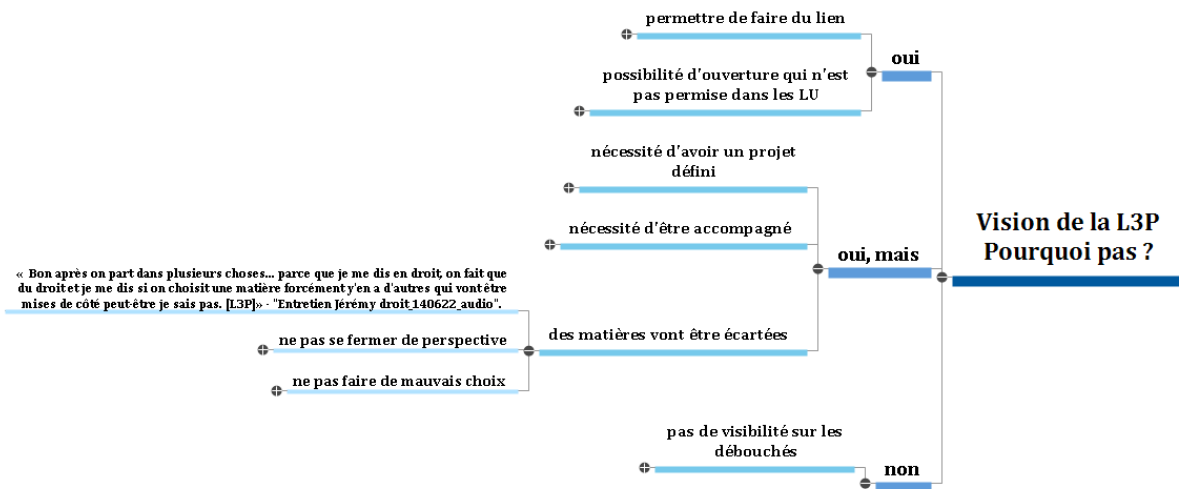 permettre de faire du lien
oui
possibilité d'ouverture qui n'est
pas permise dans les LU
nécessité d'avoir un projet
défini
Vision de la L3P
Pourquoi pas ?
nécessité d'être accompagné
oui, mais
« Bon après on part dans plusieurs choses... parce que je me dis en droit, on fait que
du droit et je me dis si on choisit une matière forcément y'en a d'autres qui vont être
mises de côté peut-être je sais pas. [L3P]» - "Entretien Jérémy droit_140622_audio".
des matières vont être écartées
ne pas se fermer de perspective
ne pas faire de mauvais choix
pas de visibilité sur les
débouchés
non